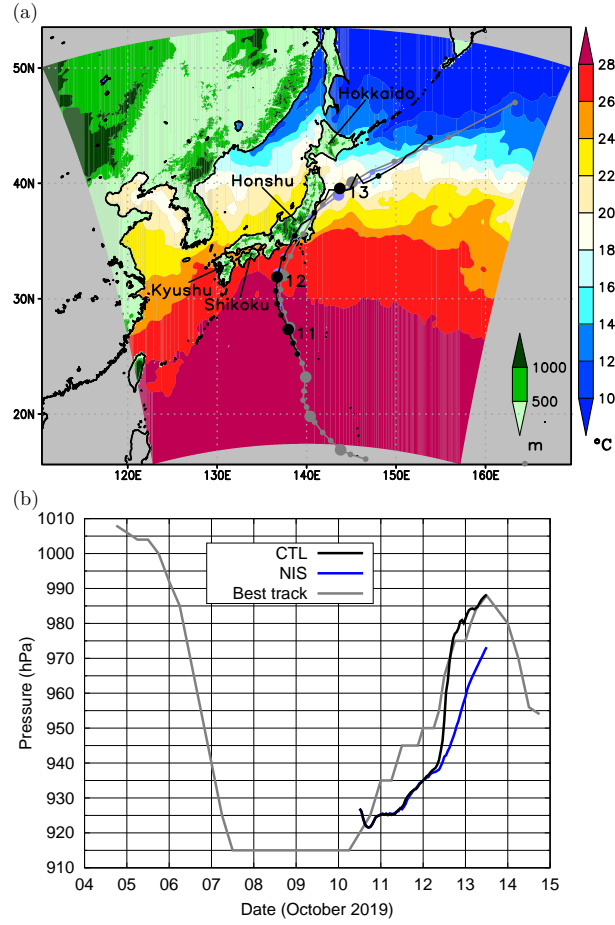 (a)
50N
40N
30N
20N
120E
130E
140E
150E
160E
Hokkaido
Honshu
Kyushu
Shikoku
13
12
11
1000
500
m
28
26
24
22
20
18
16
14
12
10
°C
(b)
1010
1000
990
980
970
960
950
940
930
920
910
Pressure (hPa)
CTL
NIS
Best track
04
05
06
07
08
09
10
11
12
13
14
15
Date (October 2019)